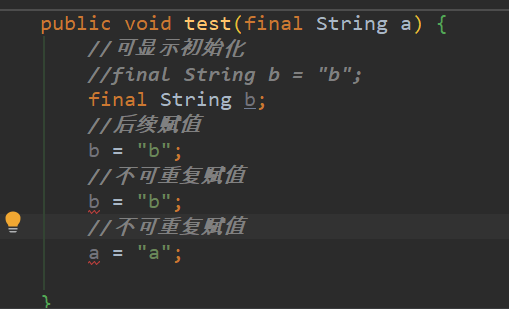 public void test(final String a) {
//可显示初始化
//final String b = "b";
final String b;
//后续赋值
b = "b";
//不可重复赋值
b = "b";
//不可重复赋值
a = "a";
}